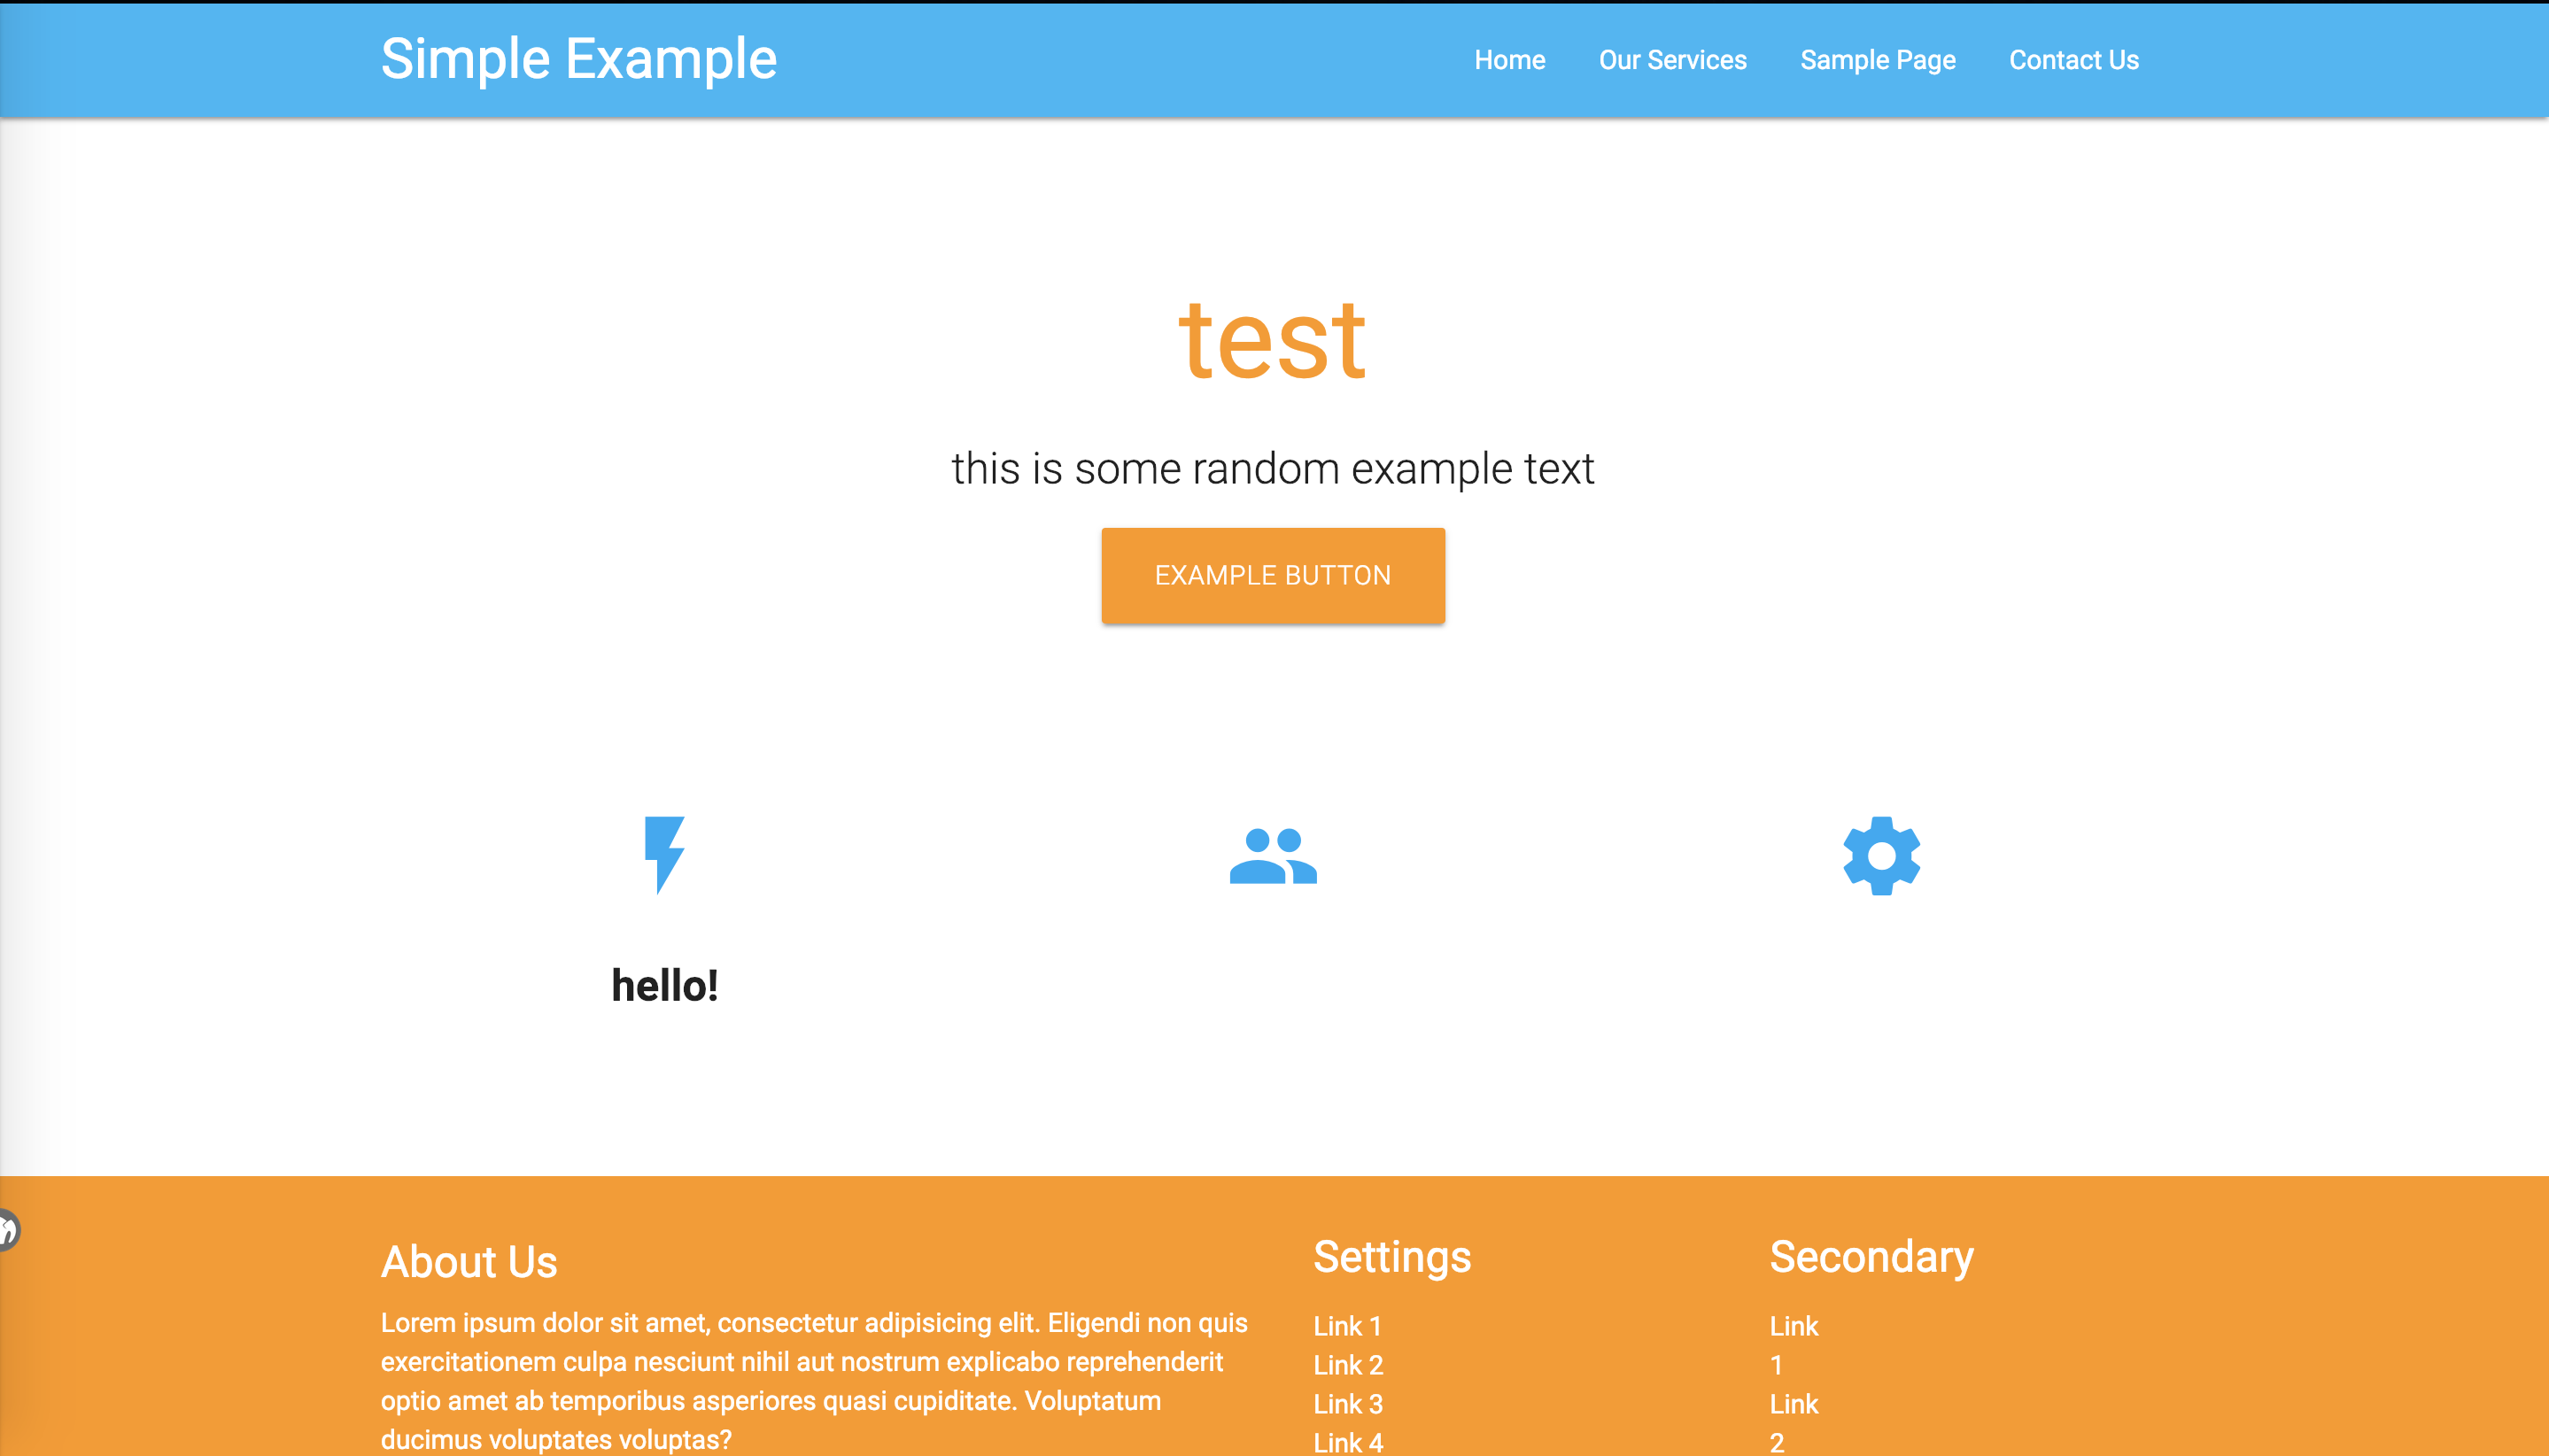 Simple Example
Home
Our Services
Sample Page
Contact Us
test
this is some random example text
EXAMPLE BUTTON
hello!
About Us
Lorem ipsum dolor sit amet, consectetur adipisicing elit. Eligendi non quis
exercitationem culpa nesciunt nihil aut nostrum explicabo reprehenderit
optio amet ab temporibus asperiores quasi cupiditate. Voluptatum
ducimus voluptates voluptas?
Settings
Link 1
Link 2
Link 3
Link 4
Secondary
Link
1
Link
2